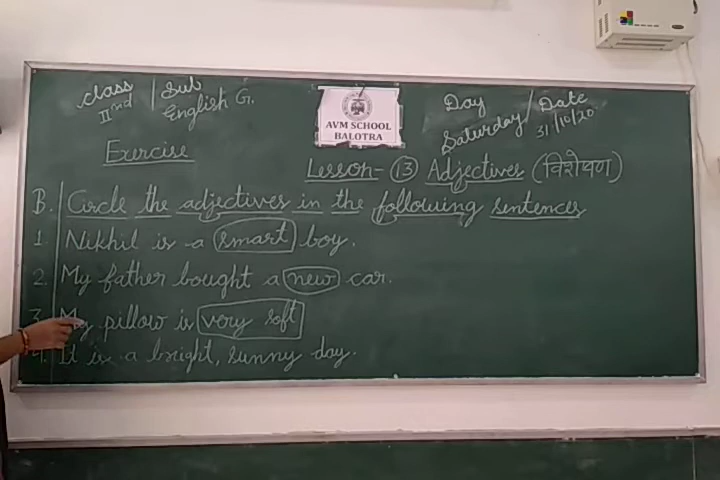 Class IInd | Sub English G.
AVM SCHOOL
BALOTRA
Day Saturday / Date 31/10/20
Exercise
Lesson - 13 Adjectives (विशेषण)
B. Circle the adjectives in the following sentences
1. Nikhil is a smart boy.
2. My father bought a new car.
3. My pillow is very soft
4. It is a bright, sunny day.